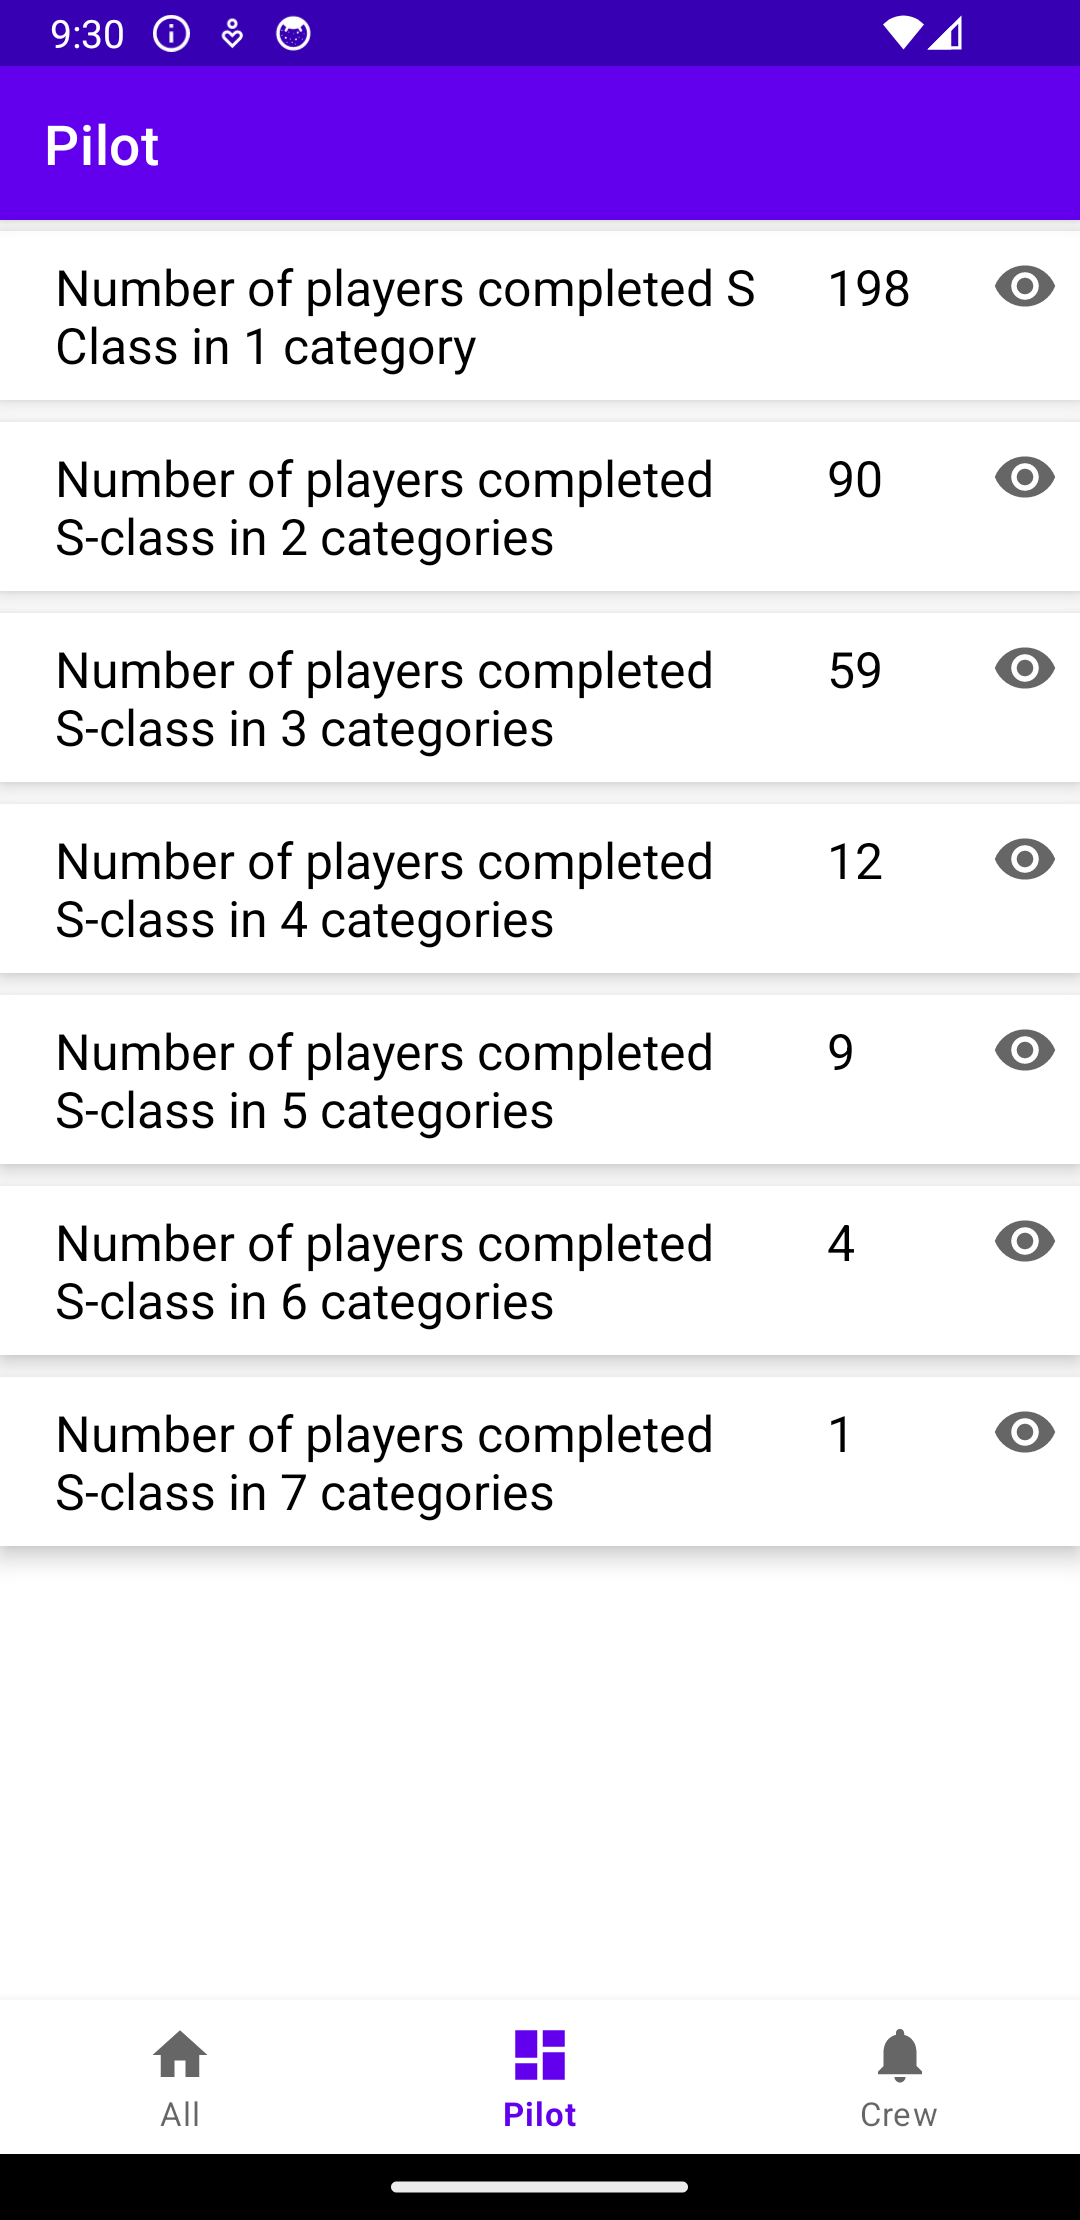 9:30
Pilot
Number of players completed S 198
Class in 1 category
Number of players completed 90
S-class in 2 categories
Number of players completed 59
S-class in 3 categories
Number of players completed 12
S-class in 4 categories
Number of players completed 9
S-class in 5 categories
Number of players completed 4
S-class in 6 categories
Number of players completed 1
S-class in 7 categories
All Pilot Crew